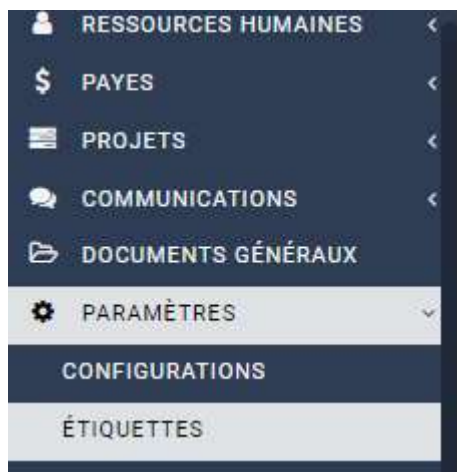 RESSOURCES HUMAINES
PAYES
PROJETS
COMMUNICATIONS
DOCUMENTS GÉNÉRAUX
PARAMÈTRES
CONFIGURATIONS
ÉTIQUETTES